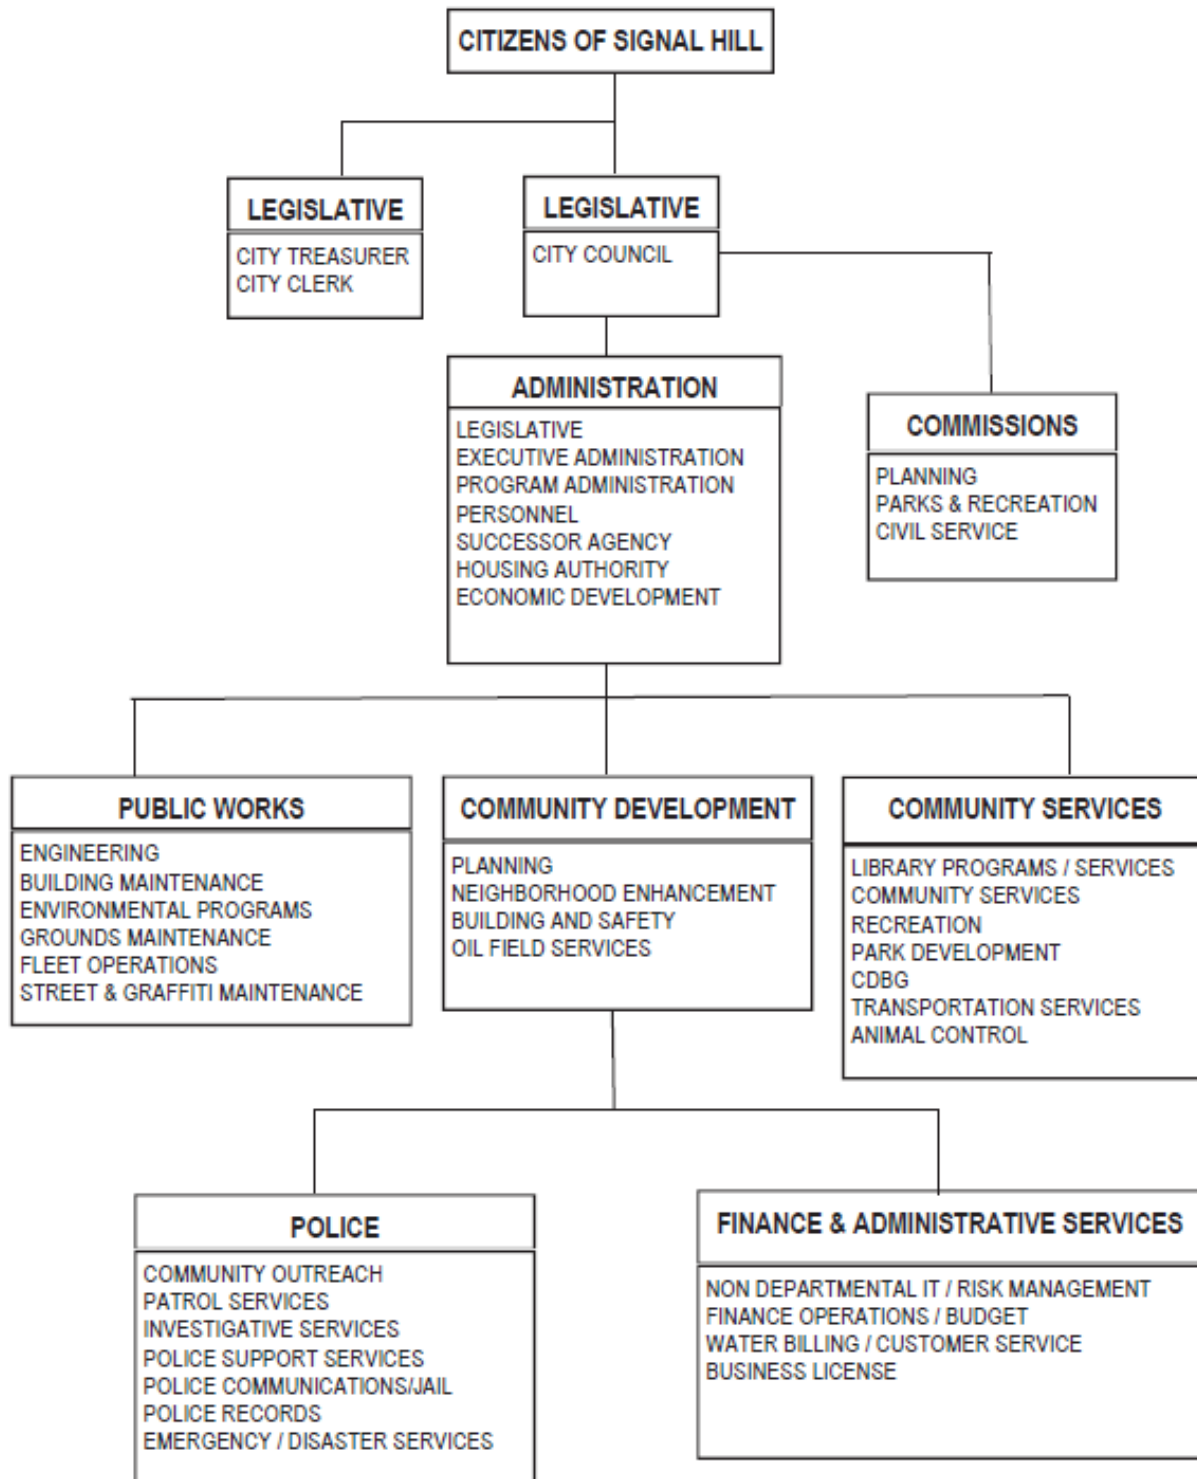 CITIZENS OF SIGNAL HILL
LEGISLATIVE
CITY TREASURER
CITY CLERK
LEGISLATIVE
CITY COUNCIL
ADMINISTRATION
LEGISLATIVE
EXECUTIVE ADMINISTRATION
PROGRAM ADMINISTRATION
PERSONNEL
SUCCESSOR AGENCY
HOUSING AUTHORITY
ECONOMIC DEVELOPMENT
COMMISSIONS
PLANNING
PARKS & RECREATION
CIVIL SERVICE
PUBLIC WORKS
ENGINEERING
BUILDING MAINTENANCE
ENVIRONMENTAL PROGRAMS
GROUNDS MAINTENANCE
FLEET OPERATIONS
STREET & GRAFFITI MAINTENANCE
COMMUNITY DEVELOPMENT
PLANNING
NEIGHBORHOOD ENHANCEMENT
BUILDING AND SAFETY
OIL FIELD SERVICES
COMMUNITY SERVICES
LIBRARY PROGRAMS / SERVICES
COMMUNITY SERVICES
RECREATION
PARK DEVELOPMENT
CDBG
TRANSPORTATION SERVICES
ANIMAL CONTROL
POLICE
COMMUNITY OUTREACH
PATROL SERVICES
INVESTIGATIVE SERVICES
POLICE SUPPORT SERVICES
POLICE COMMUNICATIONS/JAIL
POLICE RECORDS
EMERGENCY / DISASTER SERVICES
FINANCE & ADMINISTRATIVE SERVICES
NON DEPARTMENTAL IT / RISK MANAGEMENT
FINANCE OPERATIONS / BUDGET
WATER BILLING / CUSTOMER SERVICE
BUSINESS LICENSE